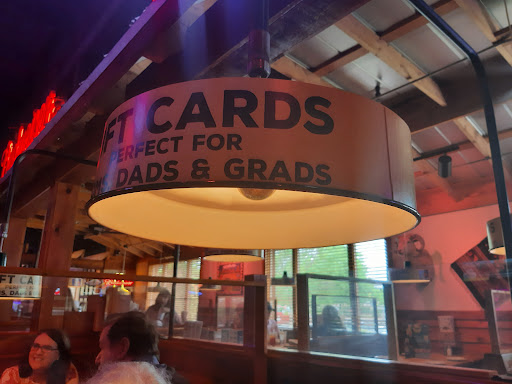 FT CARDS
PERFECT FOR
DADS & GRADS